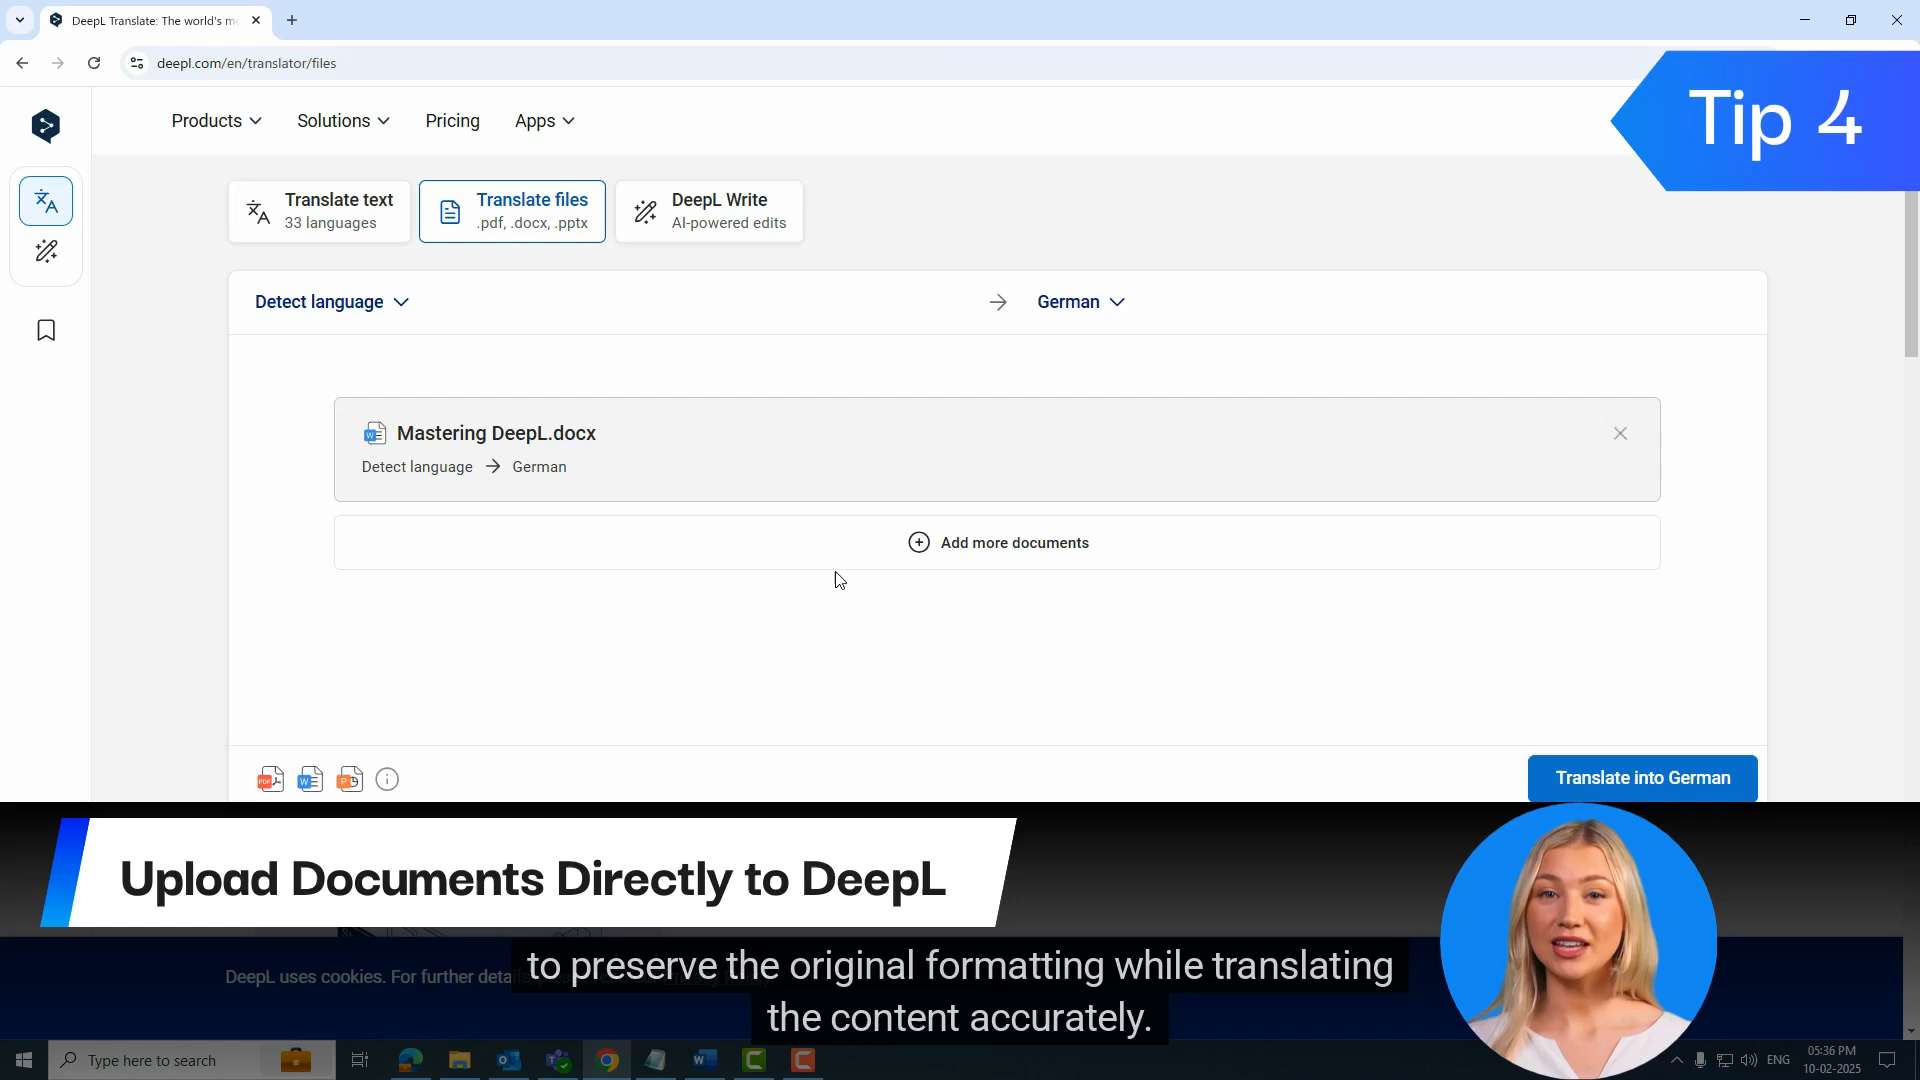 DeepL Translate: The world's m
deepl.com/en/translator/files
Tip 4
Products
Solutions
Pricing
Apps
Translate text
33 languages
Translate files
.pdf, .docx, .pptx
DeepL Write
AI-powered edits
Detect language
German
Mastering DeepL.docx
Detect language → German
Add more documents
Translate into German
Upload Documents Directly to DeepL
DeepL uses cookies. For further
to preserve the original formatting while translating
the content accurately.
Type here to search
ENG
05:36 PM
10-02-2025